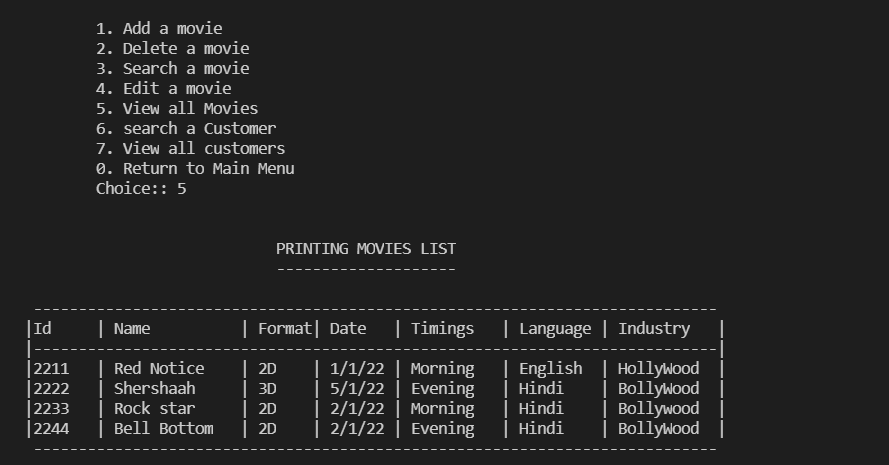 1. Add a movie
2. Delete a movie
3. Search a movie
4. Edit a movie
5. View all Movies
6. search a Customer
7. View all customers
0. Return to Main Menu
Choice:: 5
PRINTING MOVIES LIST
--------------------
----------------------------------------------------------------------------
|Id     | Name          | Format| Date   | Timings   | Language | Industry   |
|----------------------------------------------------------------------------|
|2211   | Red Notice    | 2D    | 1/1/22 | Morning   | English  | HollyWood  |
|2222   | Shershaah     | 3D    | 5/1/22 | Evening   | Hindi    | BollyWood  |
|2233   | Rock star     | 2D    | 2/1/22 | Morning   | Hindi    | Bollywood  |
|2244   | Bell Bottom   | 2D    | 2/1/22 | Evening   | Hindi    | BollyWood  |
----------------------------------------------------------------------------